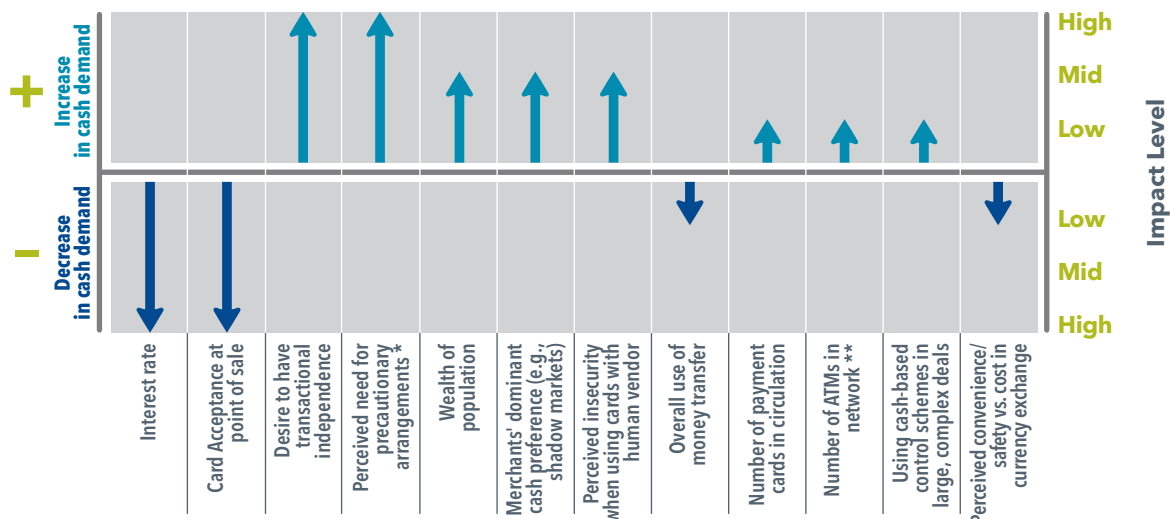 +
Increase
in cash demand
High
Mid
Low
–
Decrease
in cash demand
Low
Mid
High
Impact Level
Interest rate
Card Acceptance at
point of sale
Desire to have
transactional
independence
Perceived need for
precautionary
arrangements *
Wealth of
population
Merchants' dominant
cash preference (e.g.,
shadow markets)
Perceived insecurity
when using cards with
human vendor
Overall use of
money transfer
Number of payment
cards in circulation
Number of ATMs in
network **
Using cash-based
control schemes in
large, complex deals
Perceived convenience/
safety vs. cost in
currency exchange